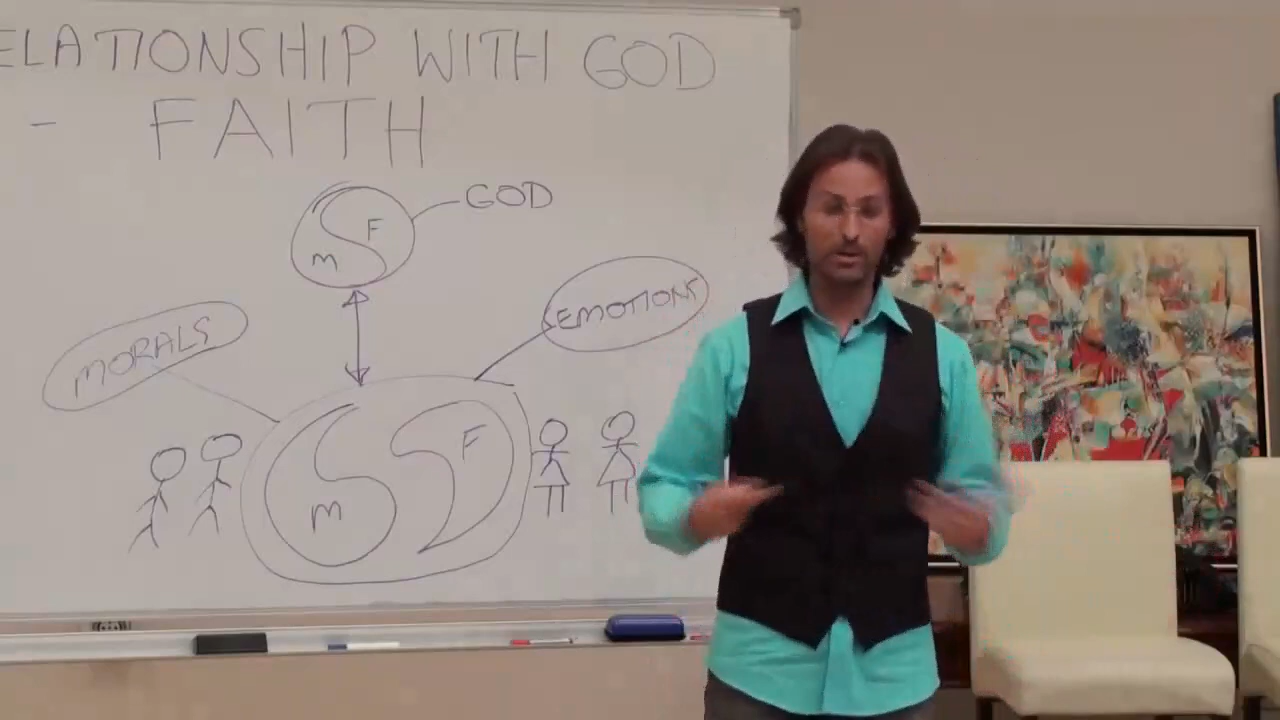 ELATIONSHIP WITH GOD
- FAITH
GOD
M F
EMOTIONS
MORALS
M F